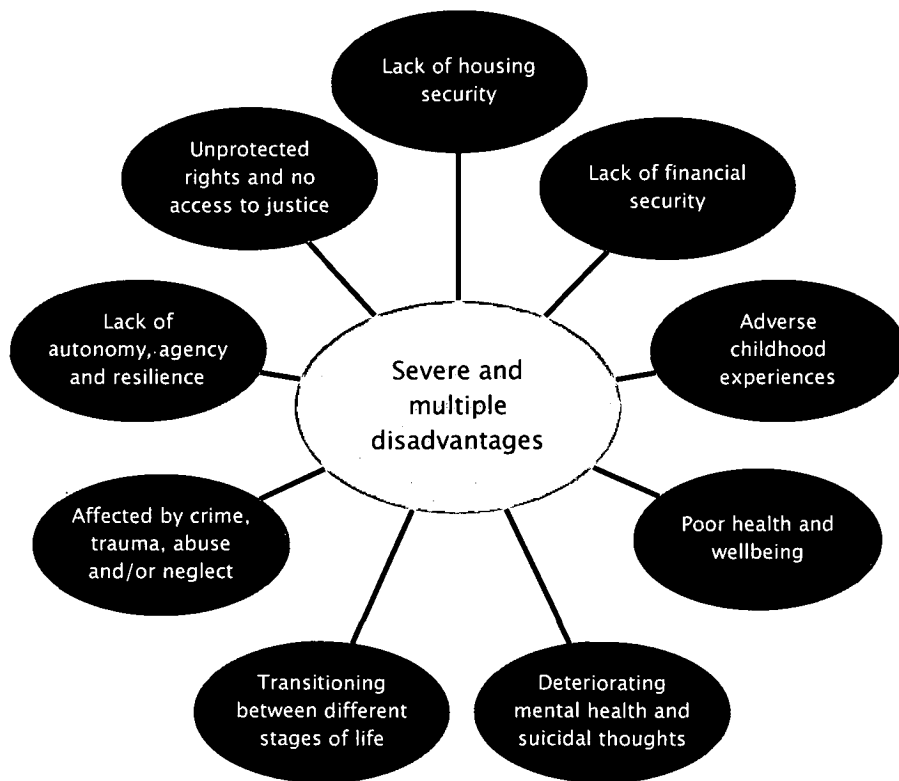 Lack of housing
security
Unprotected
rights and no
access to justice
Lack of financial
security
Lack of
autonomy, agency
and resilience
Adverse
childhood
experiences
Severe and
multiple
disadvantages
Affected by crime,
trauma, abuse
and/or neglect
Poor health and
wellbeing
Transitioning
between different
stages of life
Deteriorating
mental health and
suicidal thoughts